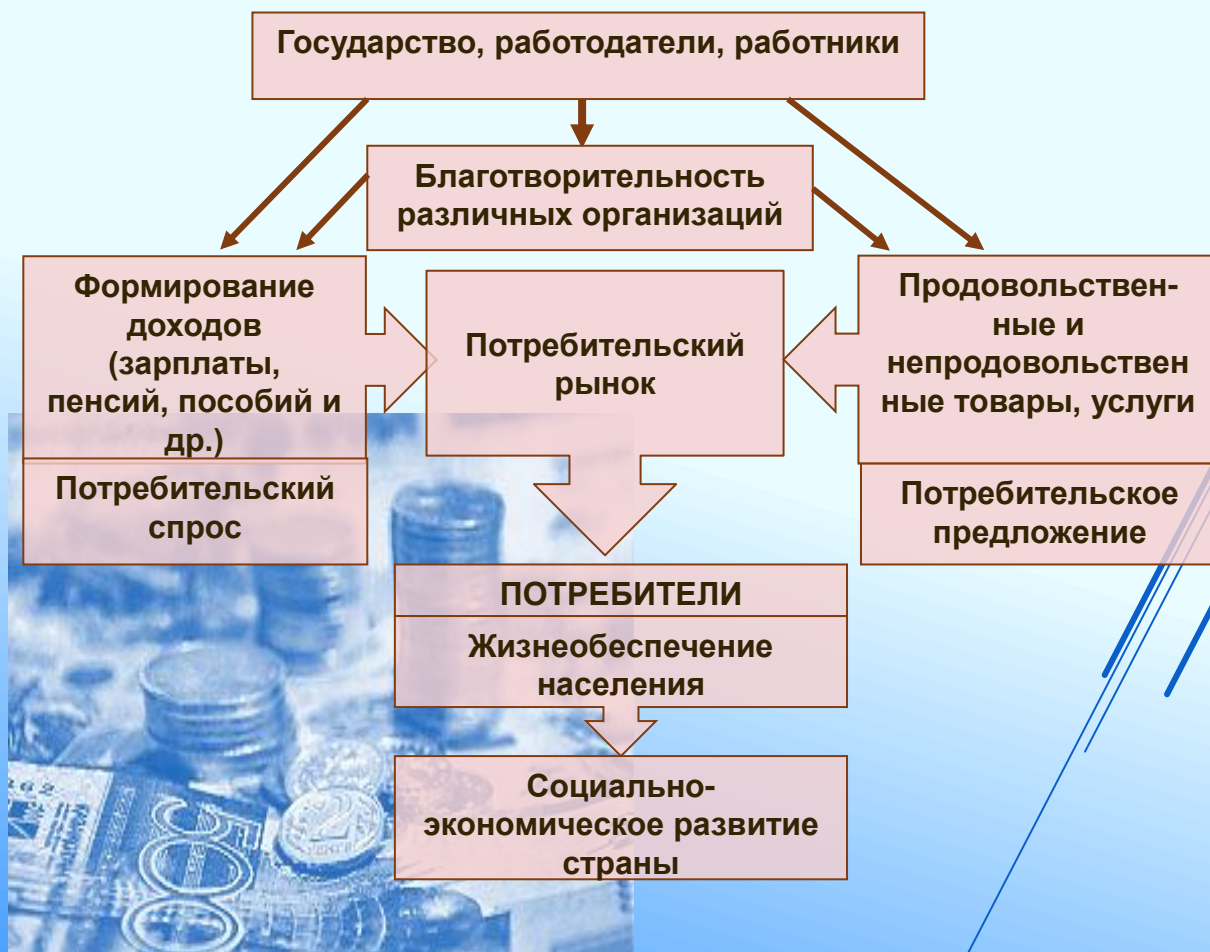 Государство, работодатели, работники
Благотворительность
различных организаций
Формирование
доходов
(зарплаты,
пенсий, пособий и
др.)
Потребительский
спрос
Потребительский
рынок
Продовольствен-
ные и
непродовольствен
ные товары, услуги
Потребительское
предложение
ПОТРЕБИТЕЛИ
Жизнеобеспечение
населения
Социально-
экономическое развитие
страны